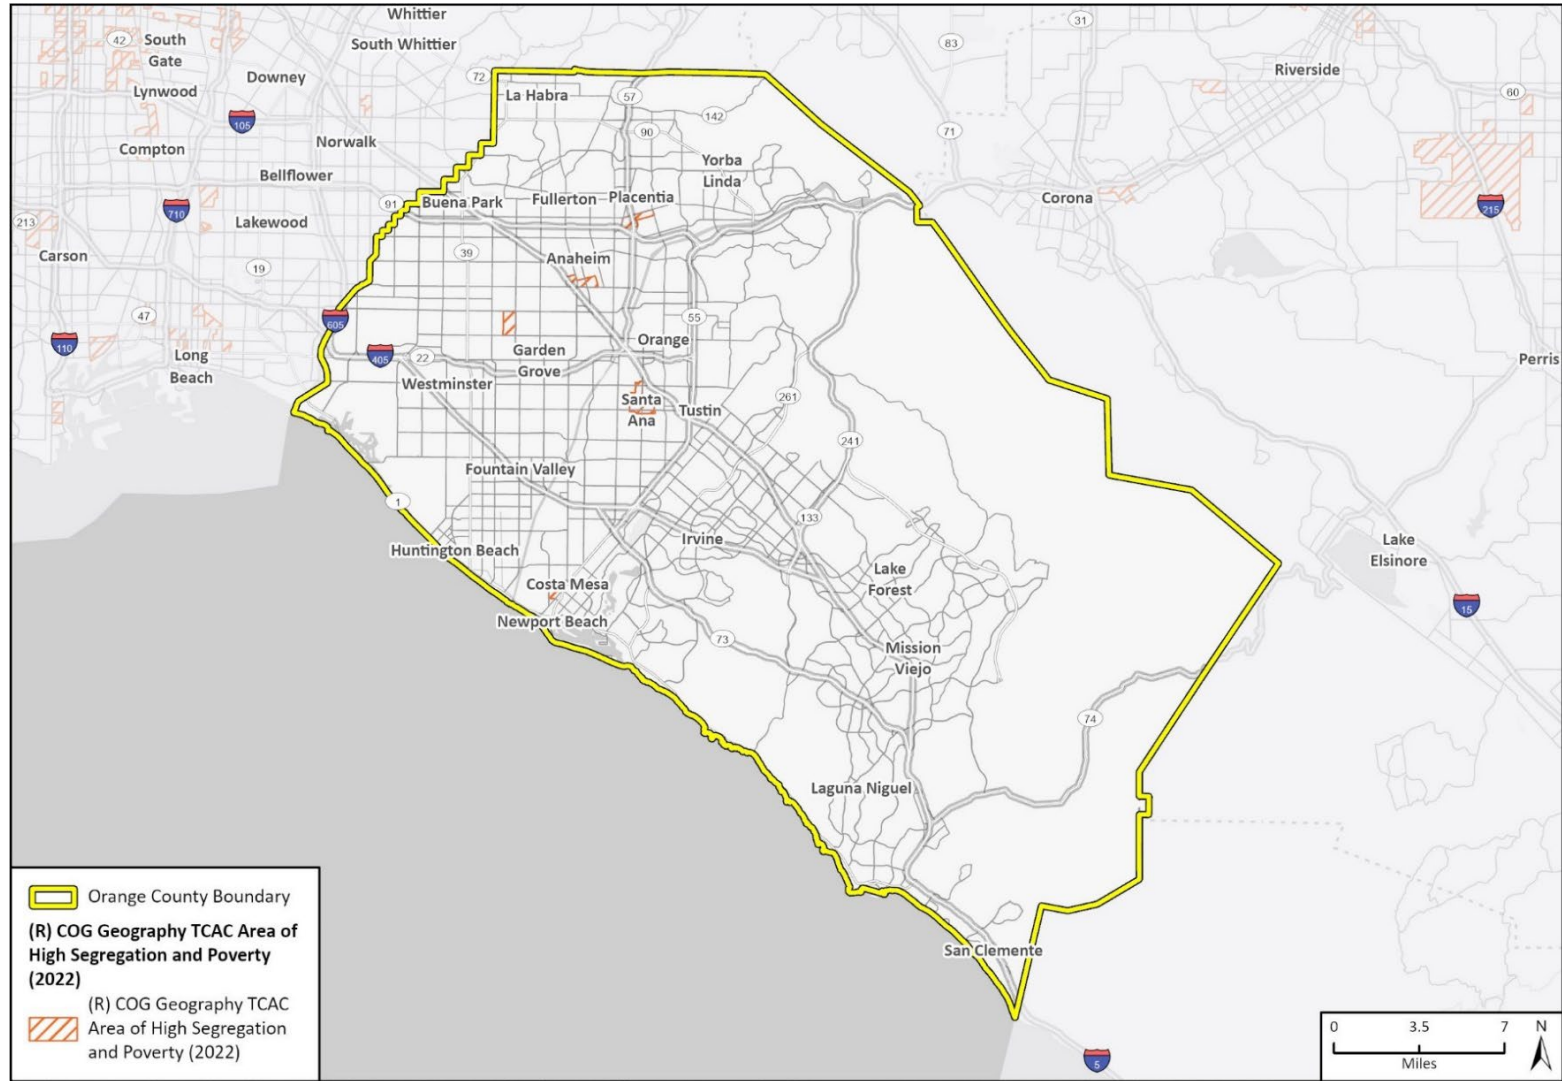 Whittier
South
Gate
42
South Whittier
31
83
Downey
72
Riverside
Lynwood
La Habra
57
60
105
142
90
71
Norwalk
Compton
Yorba
Linda
Bellflower
Corona
91
Buena Park
Fullerton
Placentia
710
215
213
Lakewood
39
Carson
Anaheim
19
47
605
55
110
Orange
Garden
Grove
405
22
Long
Beach
Perris
Westminster
Santa
Ana
Tustin
261
241
Fountain Valley
1
133
Irvine
Lake
Elsinore
Huntington Beach
Lake
Forest
Costa Mesa
15
Newport Beach
73
Mission
Viejo
74
Laguna Niguel
San Clemente
5
Orange County Boundary
(R) COG Geography TCAC Area of
High Segregation and Poverty
(2022)
(R) COG Geography TCAC
Area of High Segregation
and Poverty (2022)
0 3.5 7
Miles
N